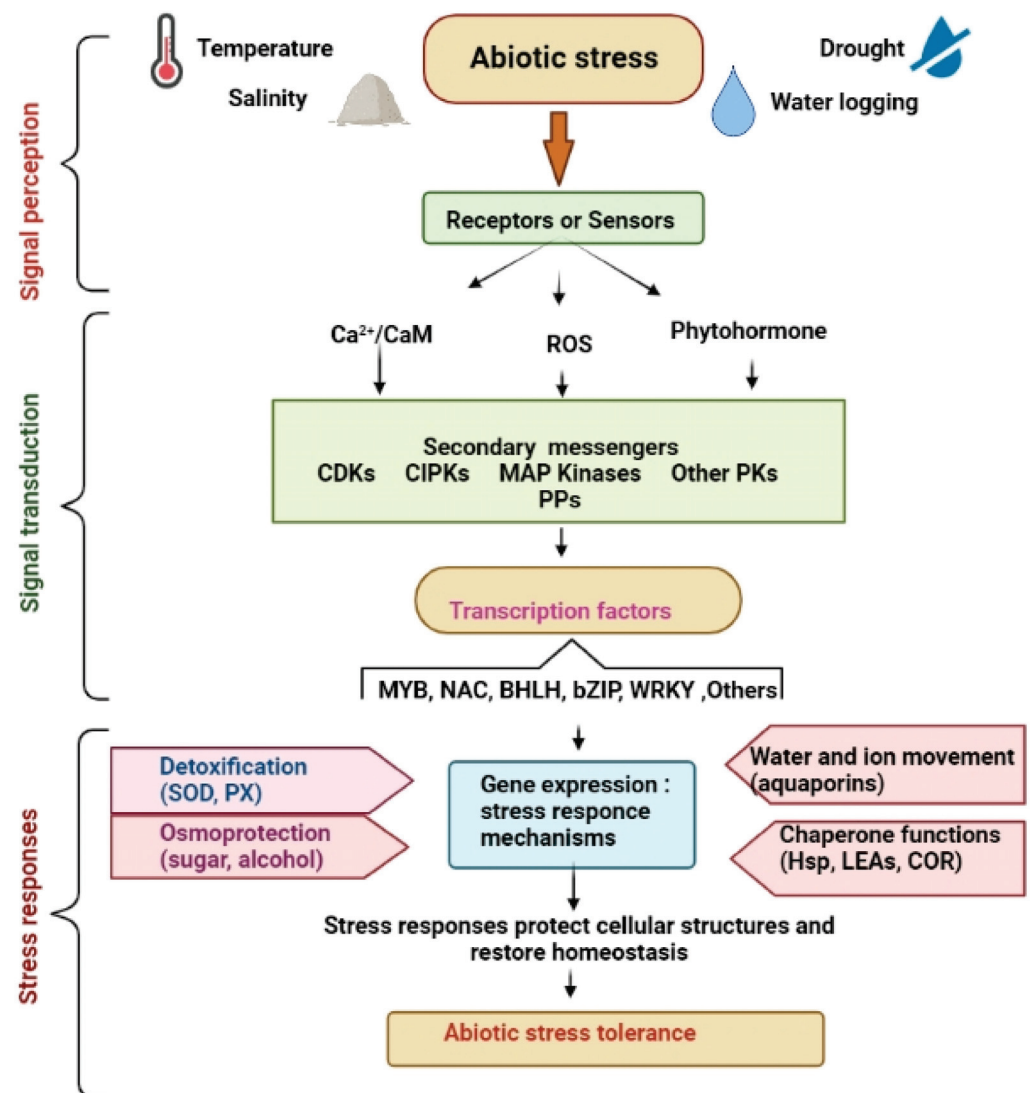 Temperature
Abiotic stress
Drought
Salinity
Water logging
Signal perception
Receptors or Sensors
Ca²⁺/CaM
ROS
Phytohormone
Signal transduction
Secondary messengers
CDKs CIPKs MAP Kinases Other PKs
PPs
Transcription factors
MYB, NAC, BHLH, bZIP, WRKY ,Others
Stress responses
Detoxification
(SOD, PX)
Osmoprotection
(sugar, alcohol)
Gene expression :
stress responce
mechanisms
Water and ion movement
(aquaporins)
Chaperone functions
(Hsp, LEAs, COR)
Stress responses protect cellular structures and
restore homeostasis
Abiotic stress tolerance